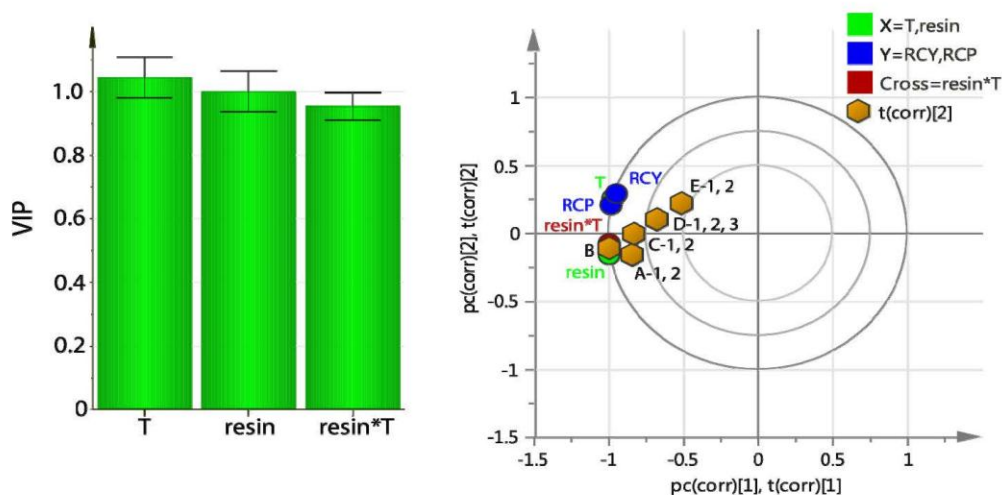 VIP
1.0
0.8
0.6
0.4
0.2
0
T
resin
resin*T
X=T,resin
Y=RCY,RCP
Cross=resin*T
t(corr)[2]
pc(corr)[2], t(corr)[2]
1
0.5
0
-0.5
-1
-1.5
T
RCY
RCP
E-1, 2
resin*T
D-1, 2, 3
B
C-1, 2
resin
A-1, 2
-1.5
-1
-0.5
0
0.5
1
pc(corr)[1], t(corr)[1]